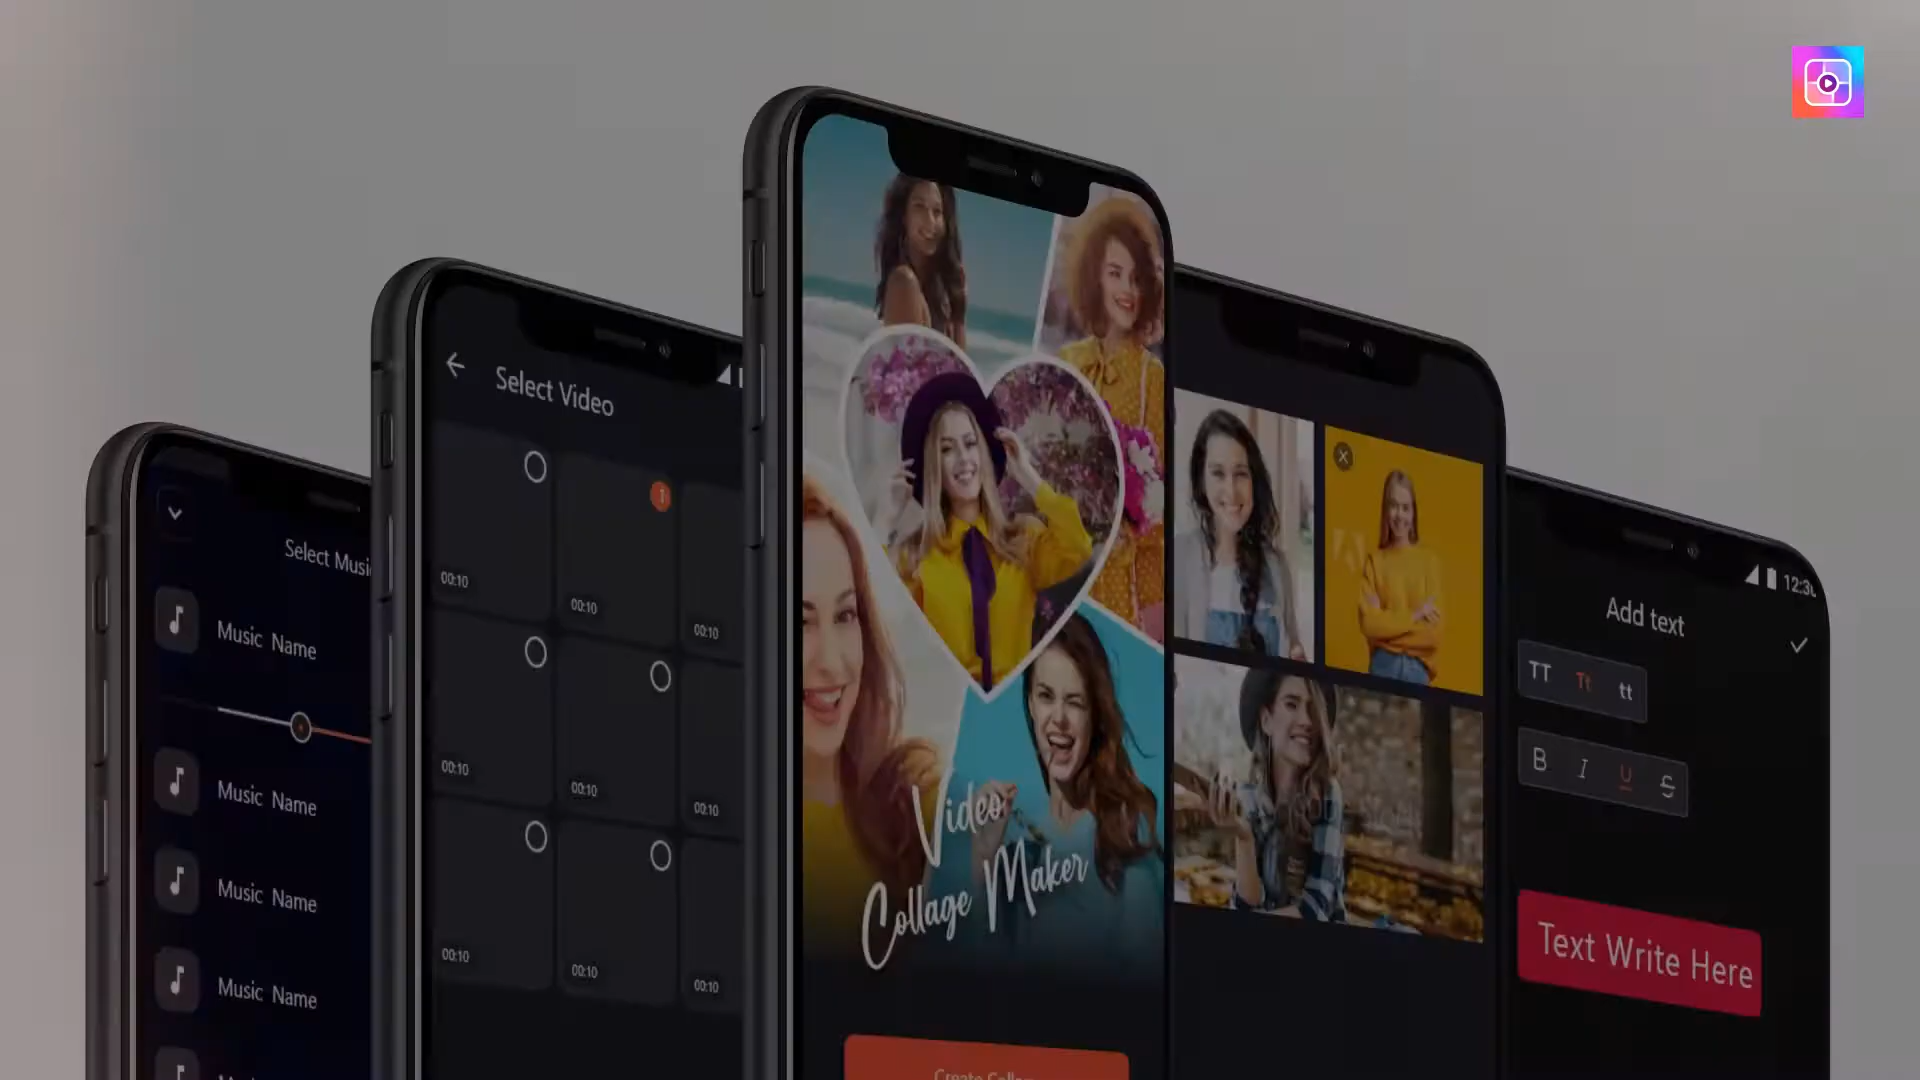 Select Music
Music Name
Music Name
Music Name
Music Name
Select Video
00:10
1
00:10
00:10
00:10
00:10
00:10
00:10
00:10
00:10
Video
Collage Maker
Create
12:30
Add text
TT Tt tt
B I U S
Text Write Here